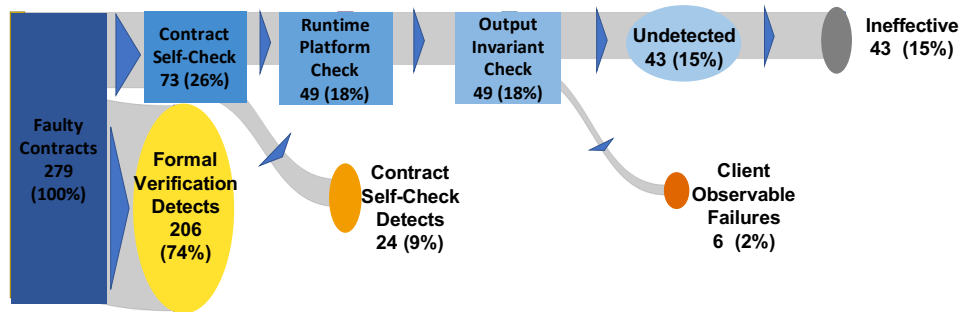 Faulty
Contracts
279
(100%)
Contract
Self-Check
73 (26%)
Runtime
Platform
Check
49 (18%)
Output
Invariant
Check
49 (18%)
Undetected
43 (15%)
Ineffective
43 (15%)
Formal
Verification
Detects
206
(74%)
Contract
Self-Check
Detects
24 (9%)
Client
Observable
Failures
6 (2%)